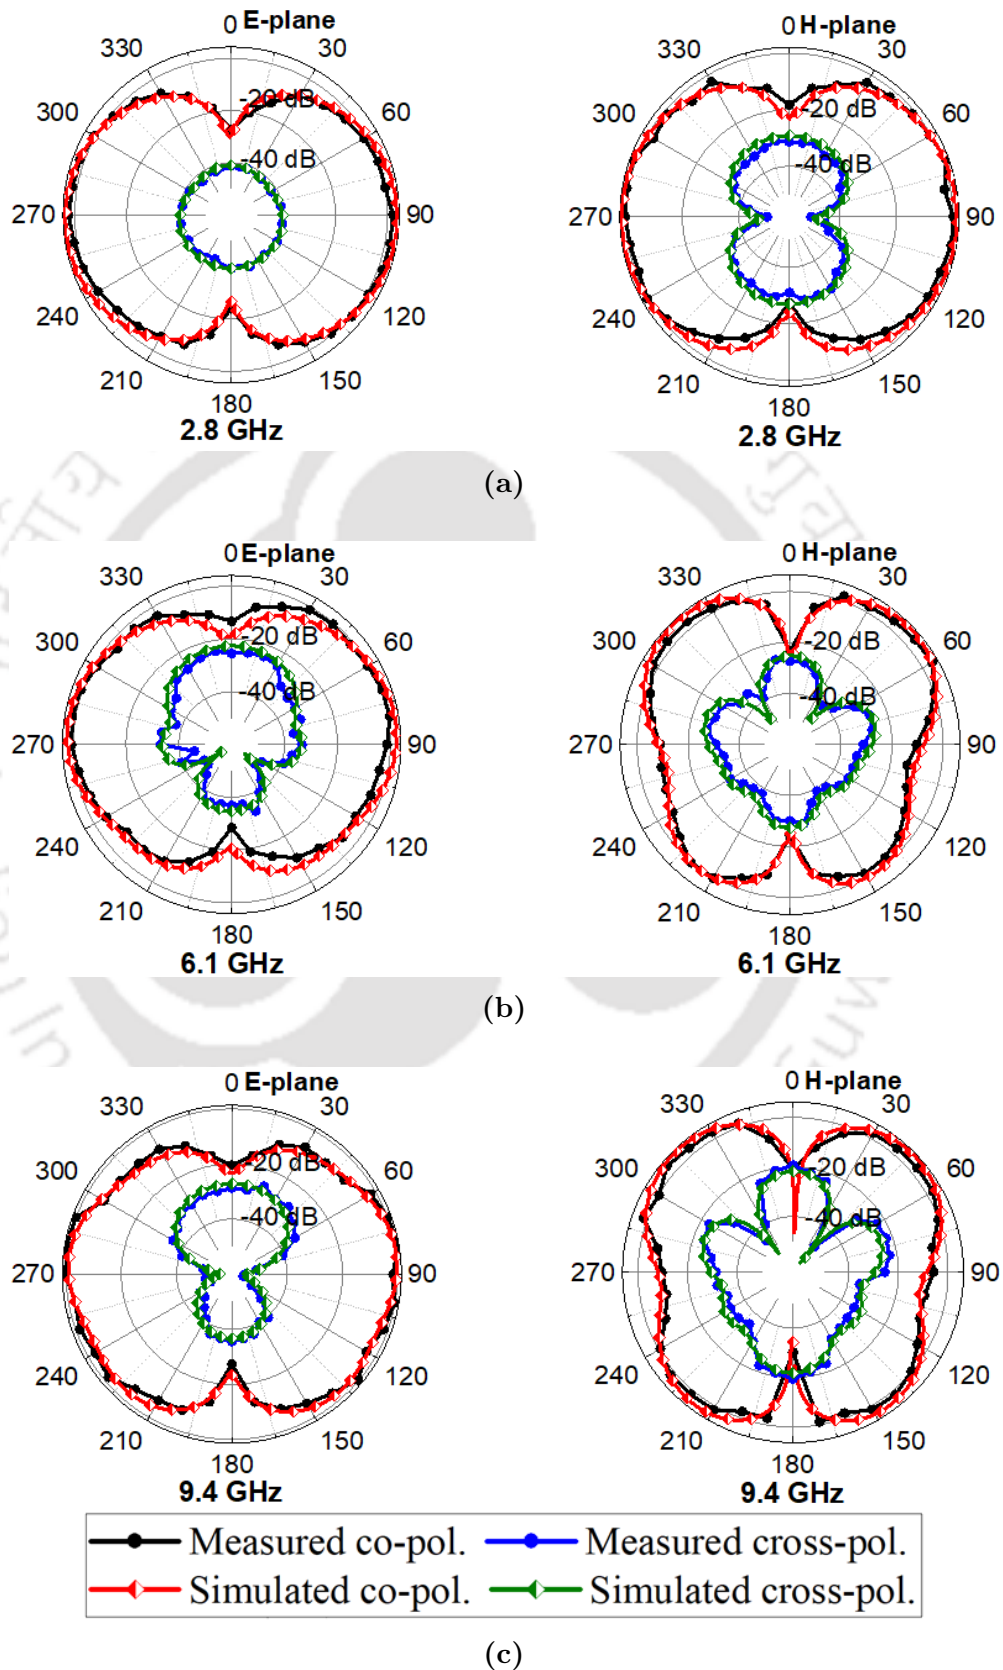 0 E-plane
330 30
-20 dB
300 60
-40 dB
270 90
240 120
210 150
180
2.8 GHz
0 H-plane
330 30
-20 dB
300 60
-40 dB
270 90
240 120
210 150
180
2.8 GHz
(a)
0 E-plane
330 30
-20 dB
300 60
-40 dB
270 90
240 120
210 150
180
6.1 GHz
0 H-plane
330 30
-20 dB
300 60
-40 dB
270 90
240 120
210 150
180
6.1 GHz
(b)
0 E-plane
330 30
-20 dB
300 60
-40 dB
270 90
240 120
210 150
180
9.4 GHz
0 H-plane
330 30
-20 dB
300 60
-40 dB
270 90
240 120
210 150
180
9.4 GHz
Measured co-pol. Measured cross-pol.
Simulated co-pol. Simulated cross-pol.
(c)